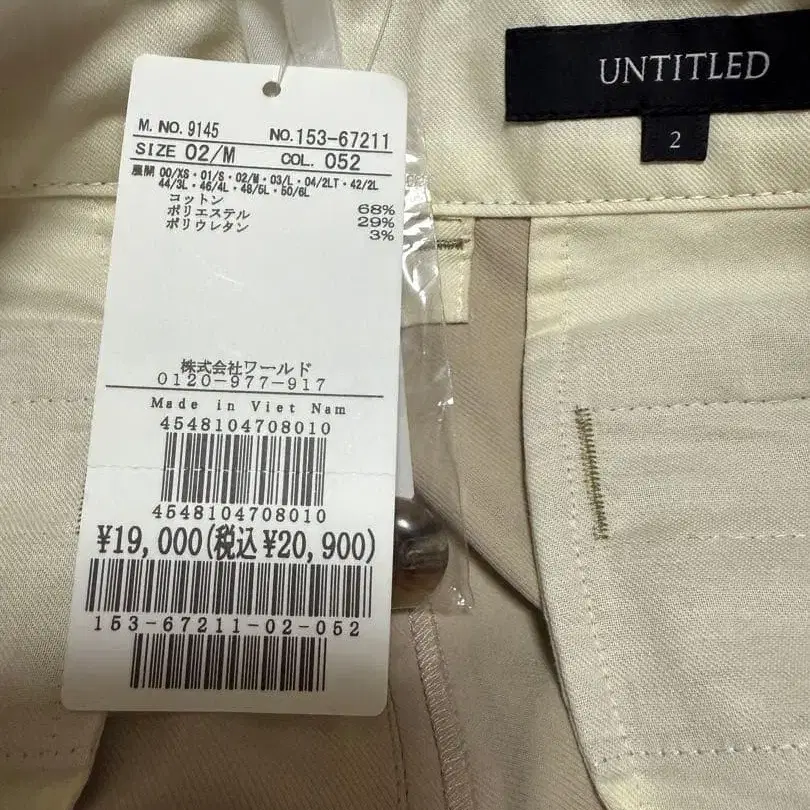 M. NO. 9145 NO.153-67211
SIZE 02/M COL. 052
展開 00/XS・01/S・02/M・03/L・04/2LT・42/2L
44/3L・46/4L・48/5L・50/6L
コットン 68%
ポリエステル 29%
ポリウレタン 3%
株式会社ワールド
0120-977-917
Made in Viet Nam
4548104708010
4548104708010
¥19,000(税込¥20,900)
153-67211-02-052
UNTITLED
2